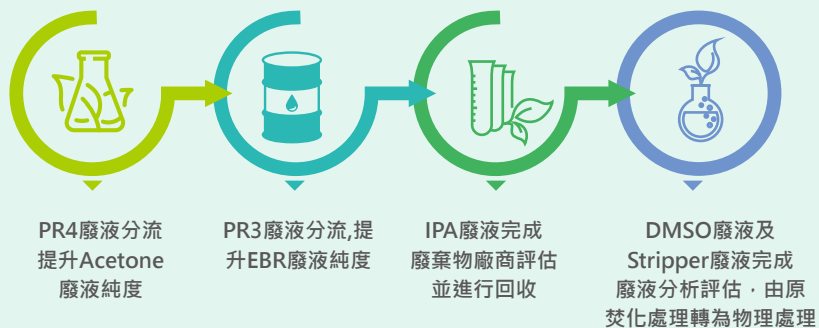 PR4廢液分流
提升Acetone
廢液純度
PR3廢液分流,提
升EBR廢液純度
IPA廢液完成
廢棄物廠商評估
並進行回收
DMSO廢液及
Stripper廢液完成
廢液分析評估，由原
焚化處理轉為物理處理